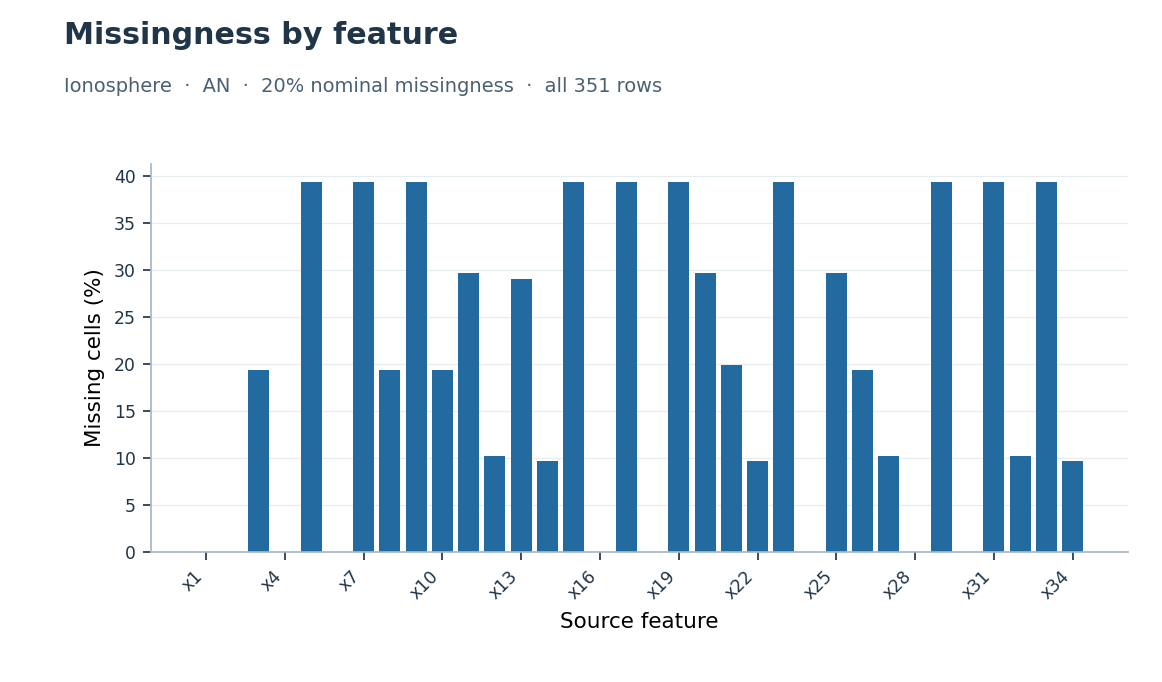 Missingness by feature
Ionosphere · AN · 20% nominal missingness · all 351 rows
40
35
30
25
20
15
10
5
0
Missing cells (%)
x1 x4 x7 x10 x13 x16 x19 x22 x25 x28 x31 x34
Source feature